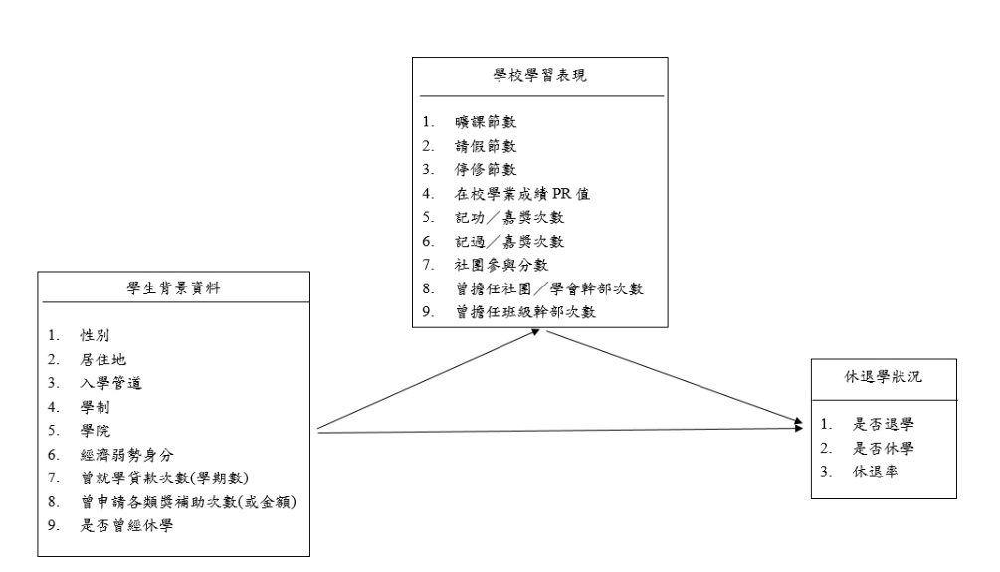 學校學習表現
1. 曠課節數
2. 請假節數
3. 停修節數
4. 在校學業成績 PR 值
5. 記功／嘉獎次數
6. 記過／嘉獎次數
7. 社團參與分數
8. 曾擔任社團／學會幹部次數
9. 曾擔任班級幹部次數
學生背景資料
1. 性別
2. 居住地
3. 入學管道
4. 學制
5. 學院
6. 經濟弱勢身分
7. 曾就學貸款次數(學期數)
8. 曾申請各類獎補助次數(或金額)
9. 是否曾經休學
休退學狀況
1. 是否退學
2. 是否休學
3. 休退率